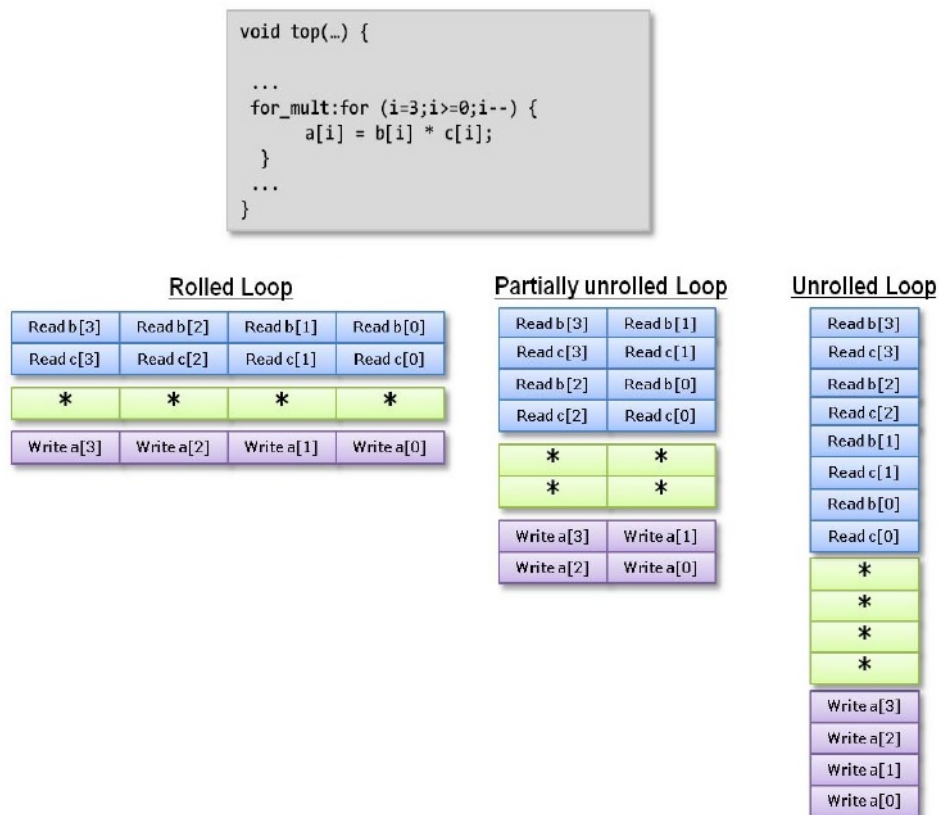 void top(…) {
...
for_mult:for (i=3;i>=0;i--) {
a[i] = b[i] * c[i];
}
...
}
Rolled Loop
Read b[3] Read b[2] Read b[1] Read b[0]
Read c[3] Read c[2] Read c[1] Read c[0]
* * * *
Write a[3] Write a[2] Write a[1] Write a[0]
Partially unrolled Loop
Read b[3] Read b[1]
Read c[3] Read c[1]
Read b[2] Read b[0]
Read c[2] Read c[0]
* *
* *
Write a[3] Write a[1]
Write a[2] Write a[0]
Unrolled Loop
Read b[3]
Read c[3]
Read b[2]
Read c[2]
Read b[1]
Read c[1]
Read b[0]
Read c[0]
*
*
*
*
Write a[3]
Write a[2]
Write a[1]
Write a[0]